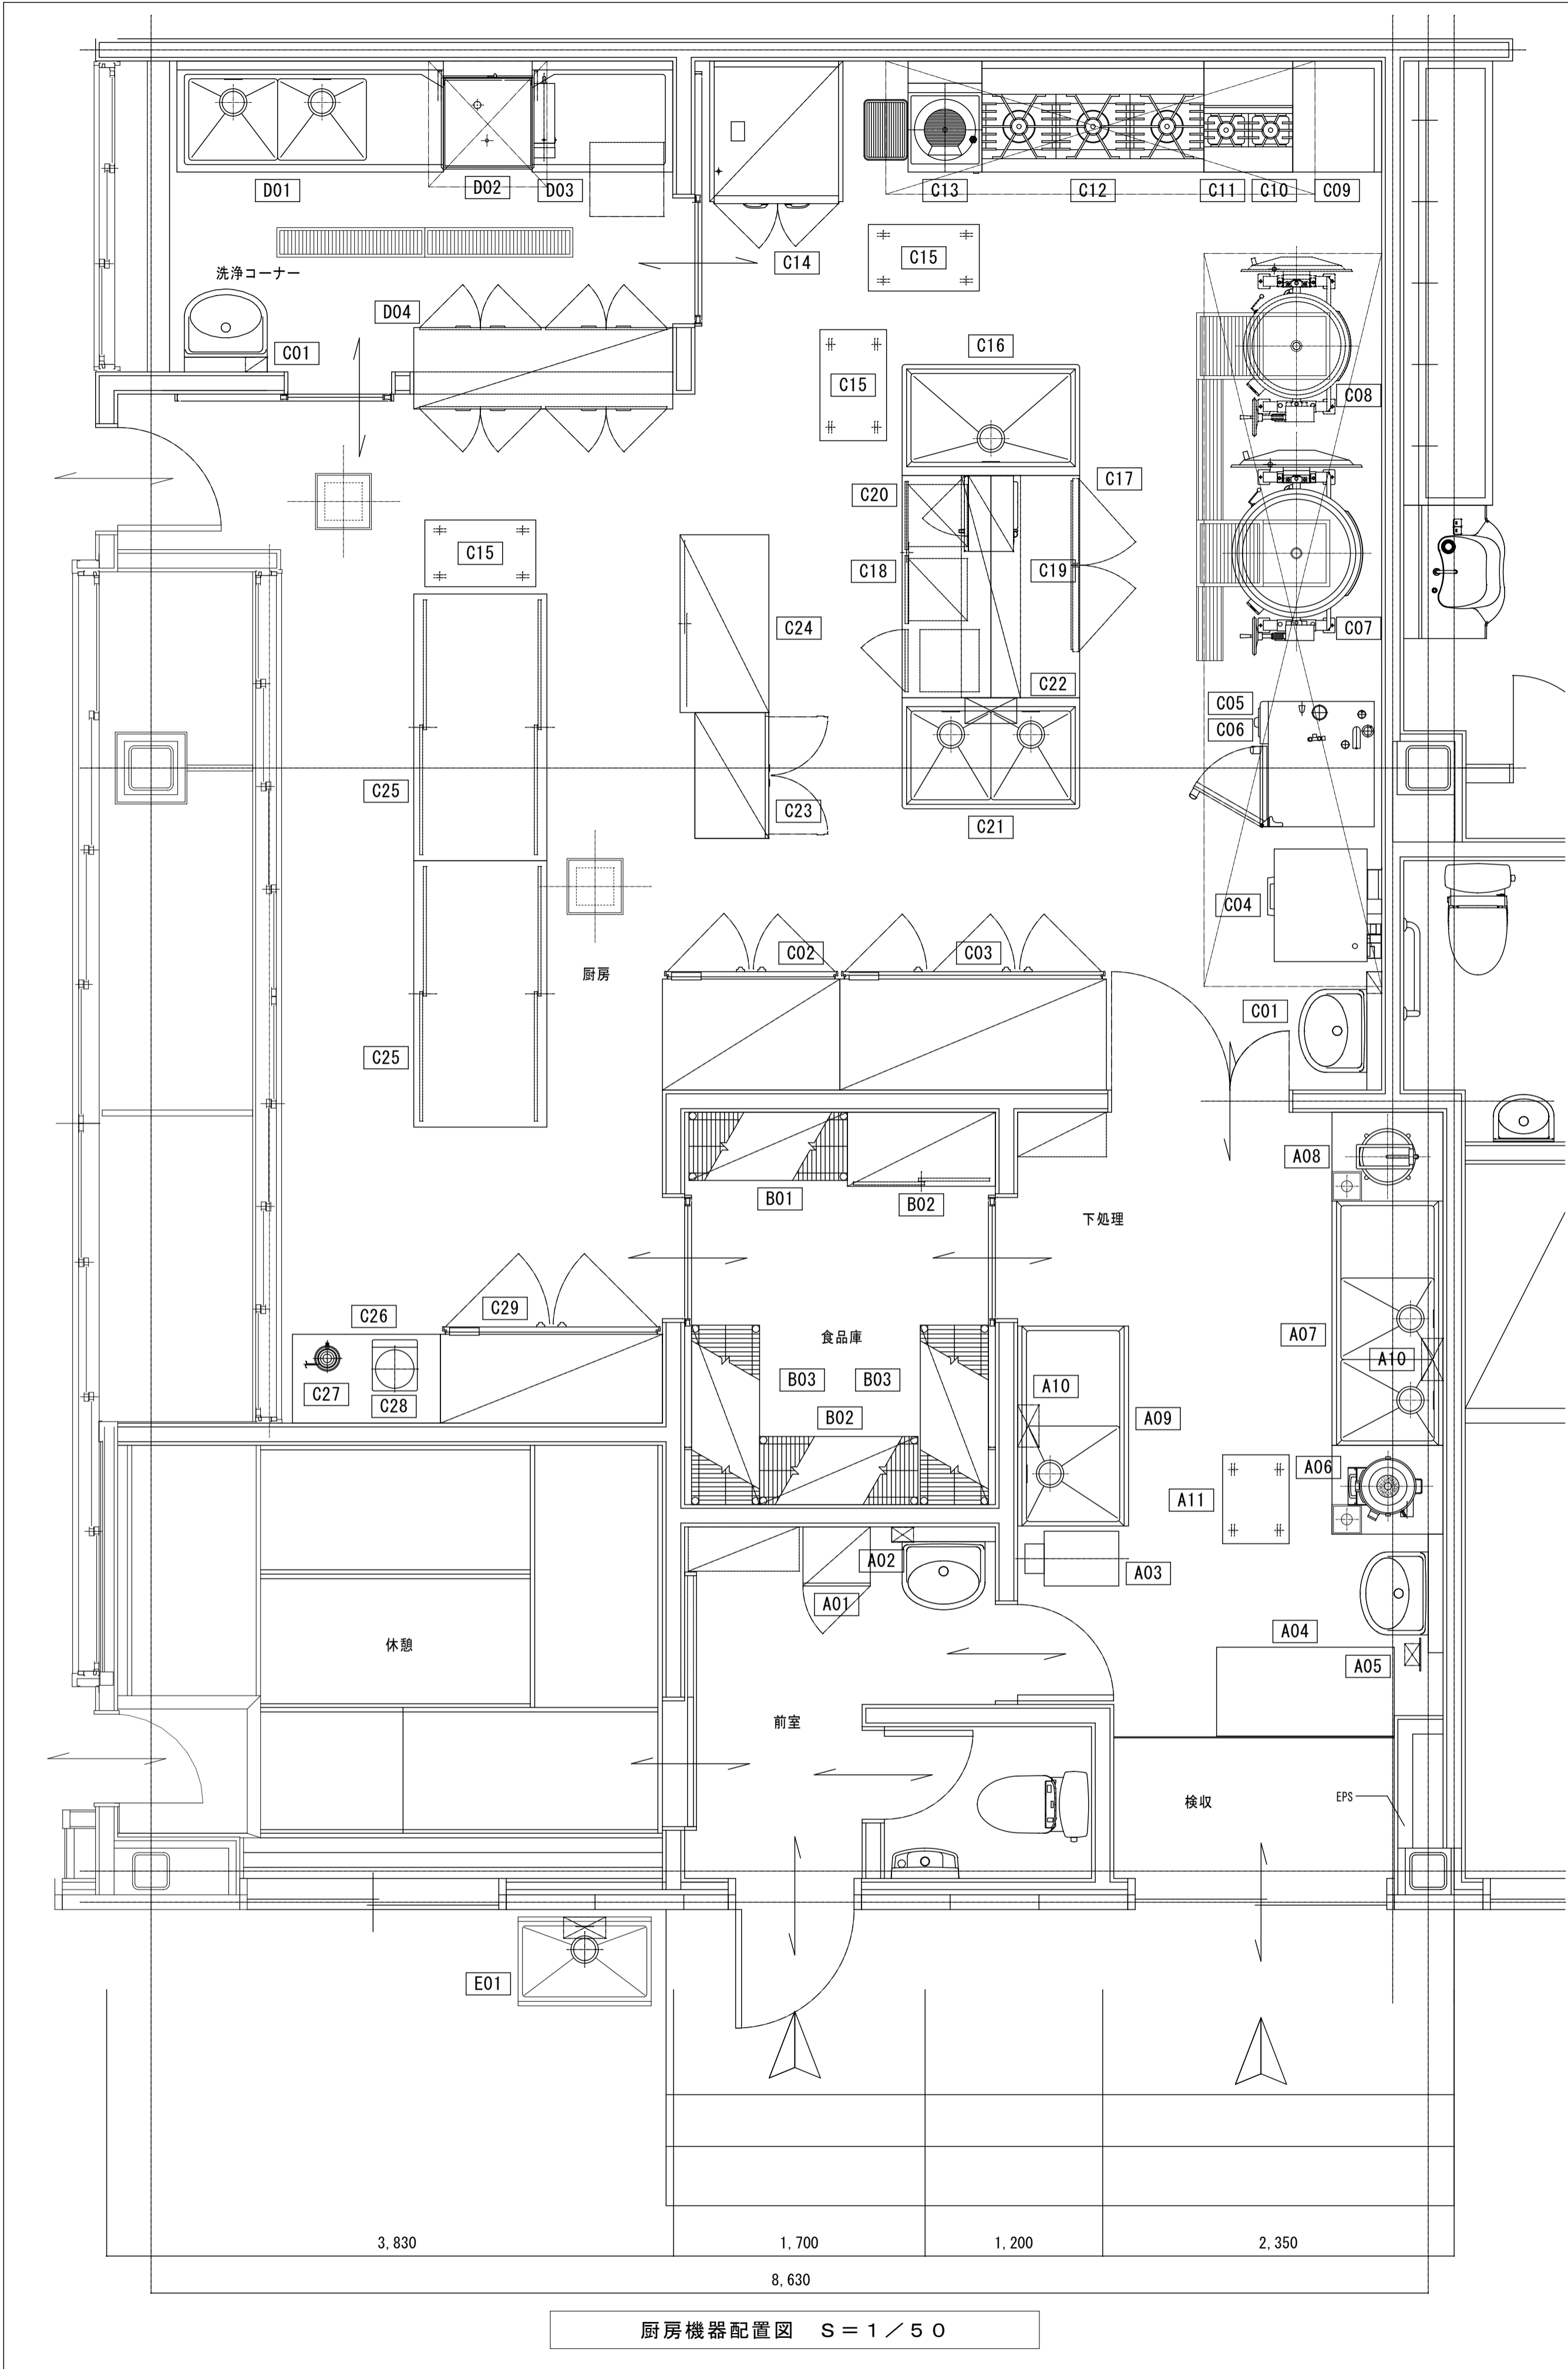 D01
D02
D03
C13
C12
C11
C10
C09
C14
C15
洗浄コーナー
D04
C01
C15
C16
C08
C20
C17
C15
C18
C19
C24
C07
C22
C05
C06
C25
C23
C21
C04
C02
C03
厨房
C01
C25
A08
B01
B02
下処理
C26
C29
食品庫
A07
A10
C27
C28
B03
B03
A10
B02
A09
A06
A11
A02
A03
A01
A04
休憩
A05
前室
検収
EPS
E01
3,830
1,700
1,200
2,350
8,630
厨房機器配置図 S=1/50